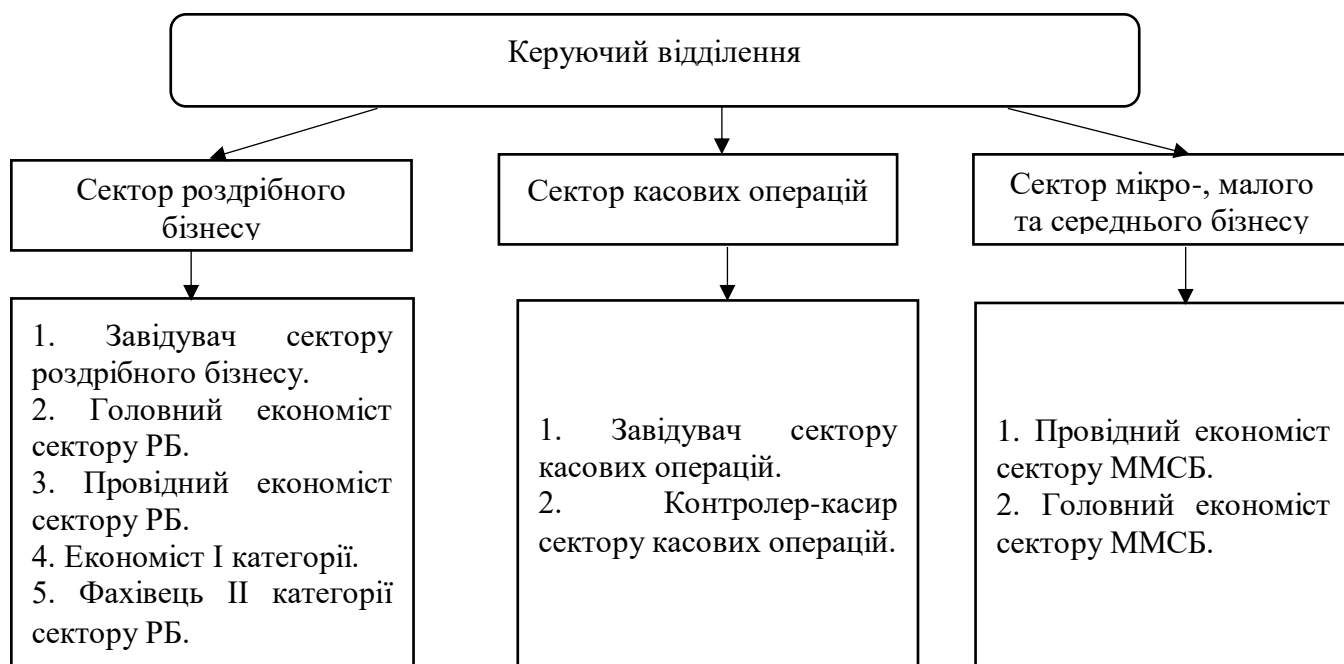 Керуючий відділення
Сектор роздрібного
бізнесу
Сектор касових операцій
Сектор мікро-, малого
та середнього бізнесу
1. Завідувач сектору
роздрібного бізнесу.
2. Головний економіст
сектору РБ.
3. Провідний економіст
сектору РБ.
4. Економіст І категорії.
5. Фахівець ІІ категорії
сектору РБ.
1. Завідувач сектору
касових операцій.
2. Контролер-касир
сектору касових операцій.
1. Провідний економіст
сектору ММСБ.
2. Головний економіст
сектору ММСБ.